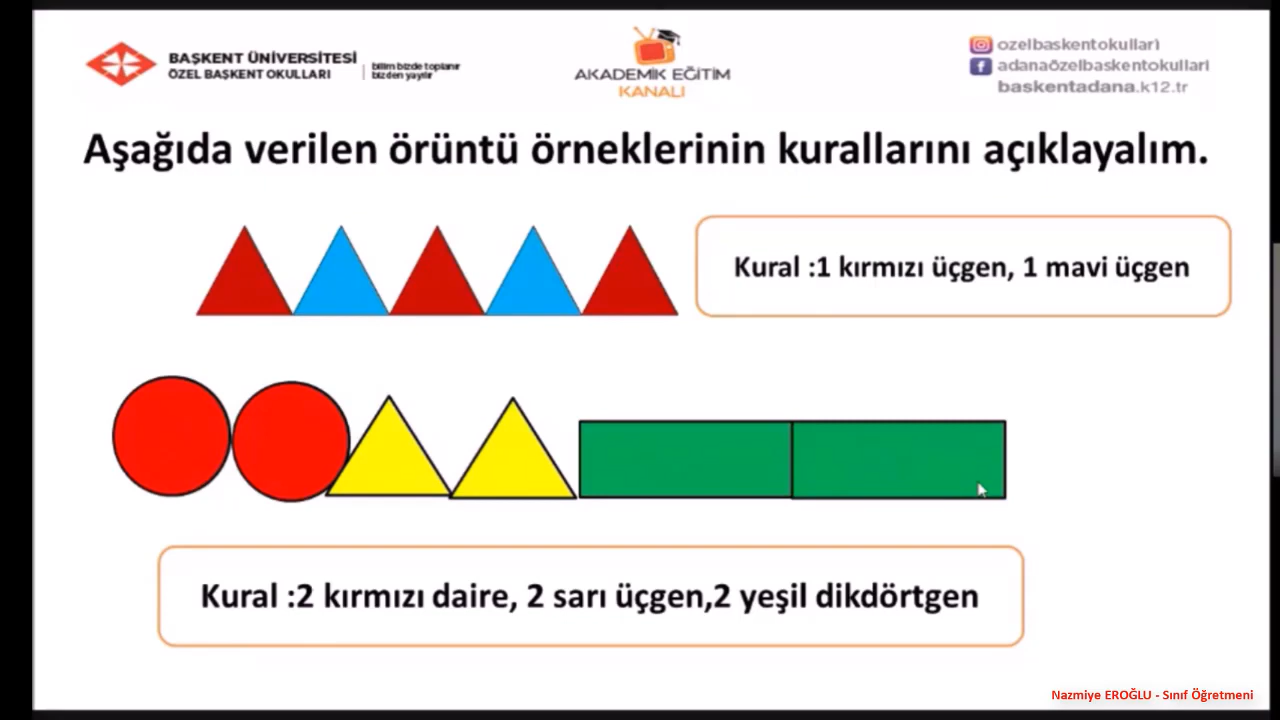 BAŞKENT ÜNİVERSİTESİ
ÖZEL BAŞKENT OKULLARI
bilim bizde toplanır
bizden yayılır
AKADEMİK EĞİTİM
KANALI
ozelbaskentokullari
adanaözelbaskentokullari
baskentadana.k12.tr
Aşağıda verilen örüntü örneklerinin kurallarını açıklayalım.
Kural :1 kırmızı üçgen, 1 mavi üçgen
Kural :2 kırmızı daire, 2 sarı üçgen,2 yeşil dikdörtgen
Nazmiye EROĞLU - Sınıf Öğretmeni